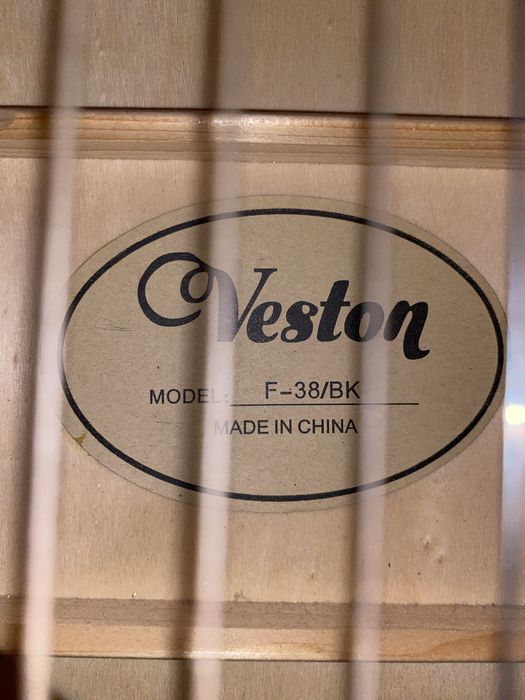 Veston
MODEL: F-38/BK
MADE IN CHINA